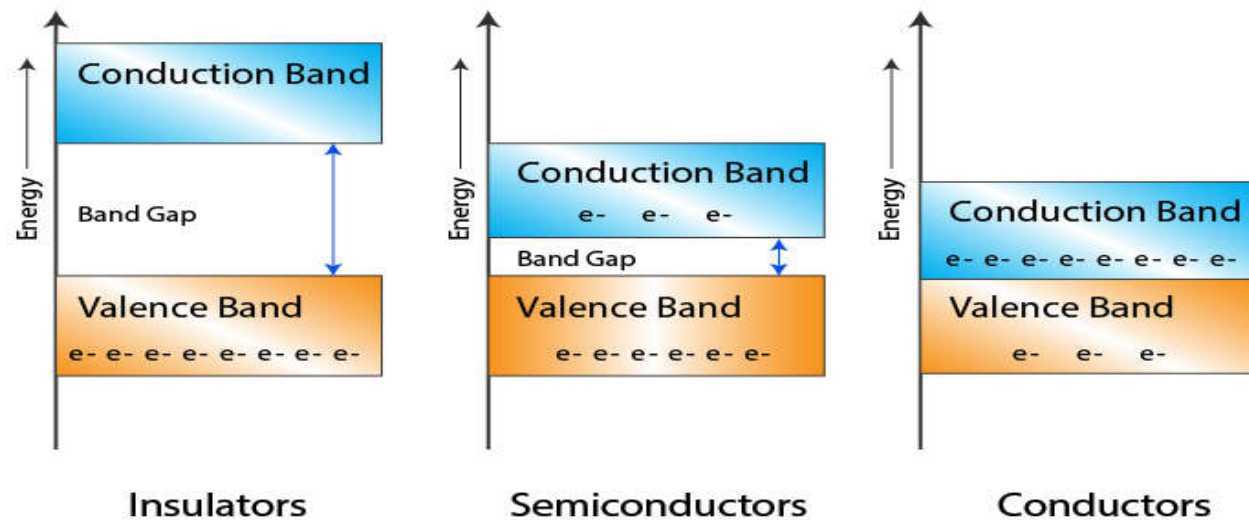 Energy
Conduction Band
Band Gap
Valence Band
e- e- e- e- e- e- e- e-
Insulators
Energy
Conduction Band
e- e- e-
Band Gap
Valence Band
e- e- e- e- e- e-
Semiconductors
Energy
Conduction Band
e- e- e- e- e- e- e- e-
Valence Band
e- e- e-
Conductors